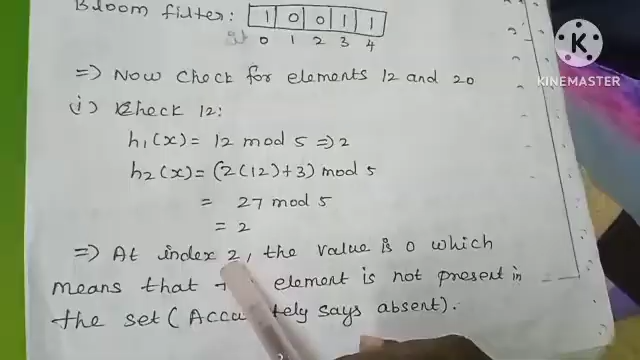 Bloom filter: 1 0 0 1 1
0 1 2 3 4
K
KINEMASTER
=> Now check for elements 12 and 20
(i) Check 12:
h1(x) = 12 mod 5 => 2
h2(x) = (2(12)+3) mod 5
= 27 mod 5
= 2
=> At index 2, the value is 0 which
means that element is not present in
the set (Accu tely says absent).